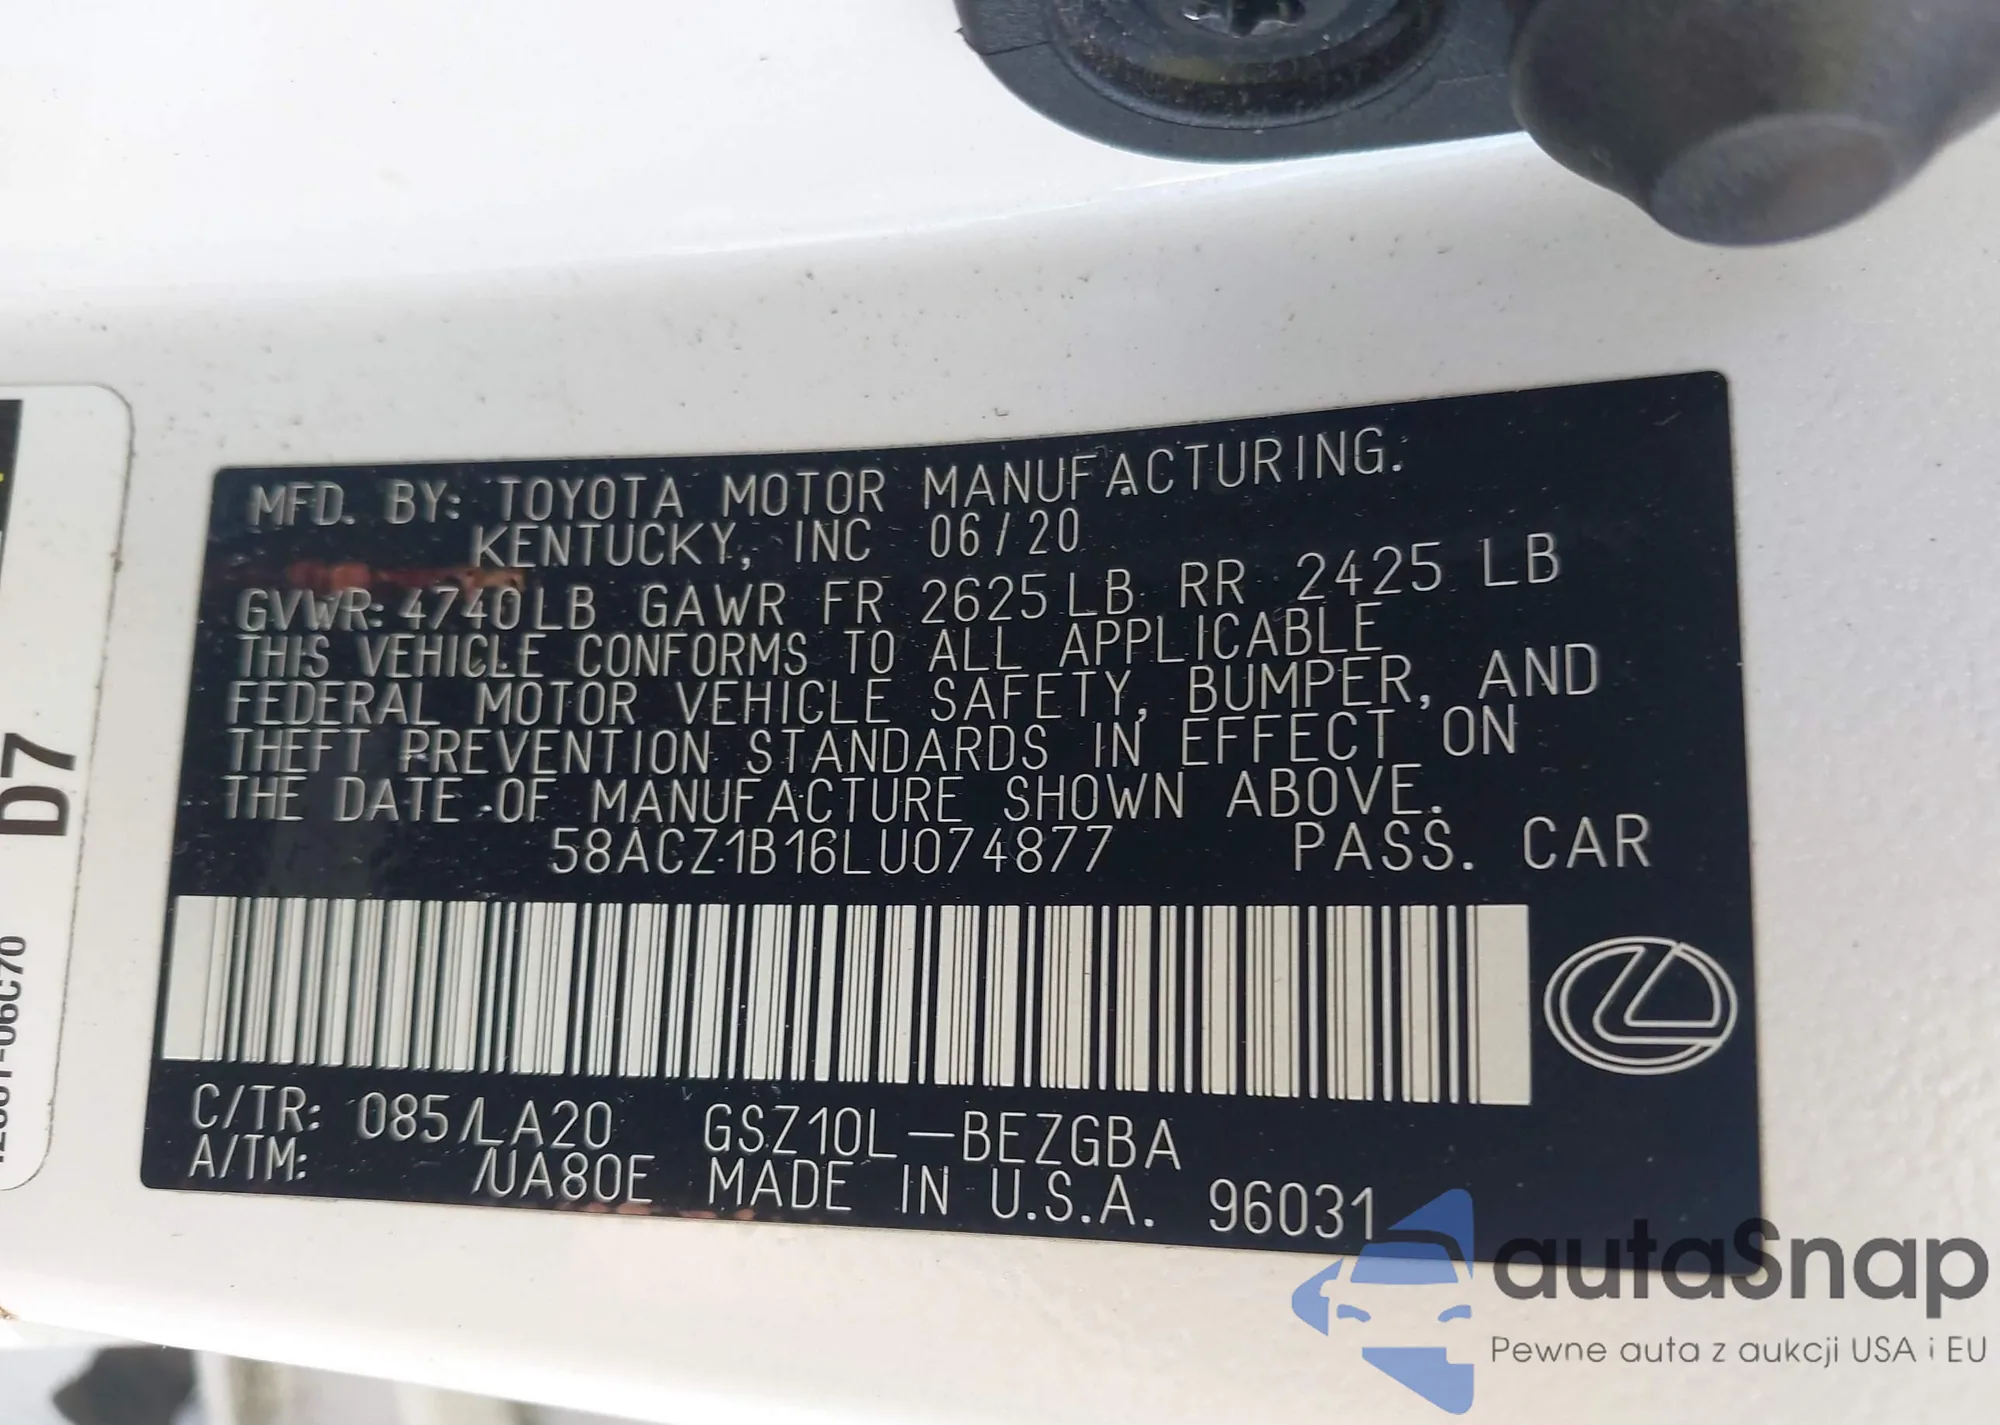 MFD. BY: TOYOTA MOTOR MANUFACTURING.
KENTUCKY, INC 06/20
GVWR: 4740LB GAWR FR 2625LB RR 2425 LB
THIS VEHICLE CONFORMS TO ALL APPLICABLE
FEDERAL MOTOR VEHICLE SAFETY, BUMPER, AND
THEFT PREVENTION STANDARDS IN EFFECT ON
THE DATE OF MANUFACTURE SHOWN ABOVE.
58ACZ1B16LU074877 PASS. CAR
C/TR: 085/LA20 GSZ10L-BEZGBA
A/TM: /UA80E MADE IN U.S.A. 96031
D7
autaSnap
Pewne auta z aukcji USA i EU